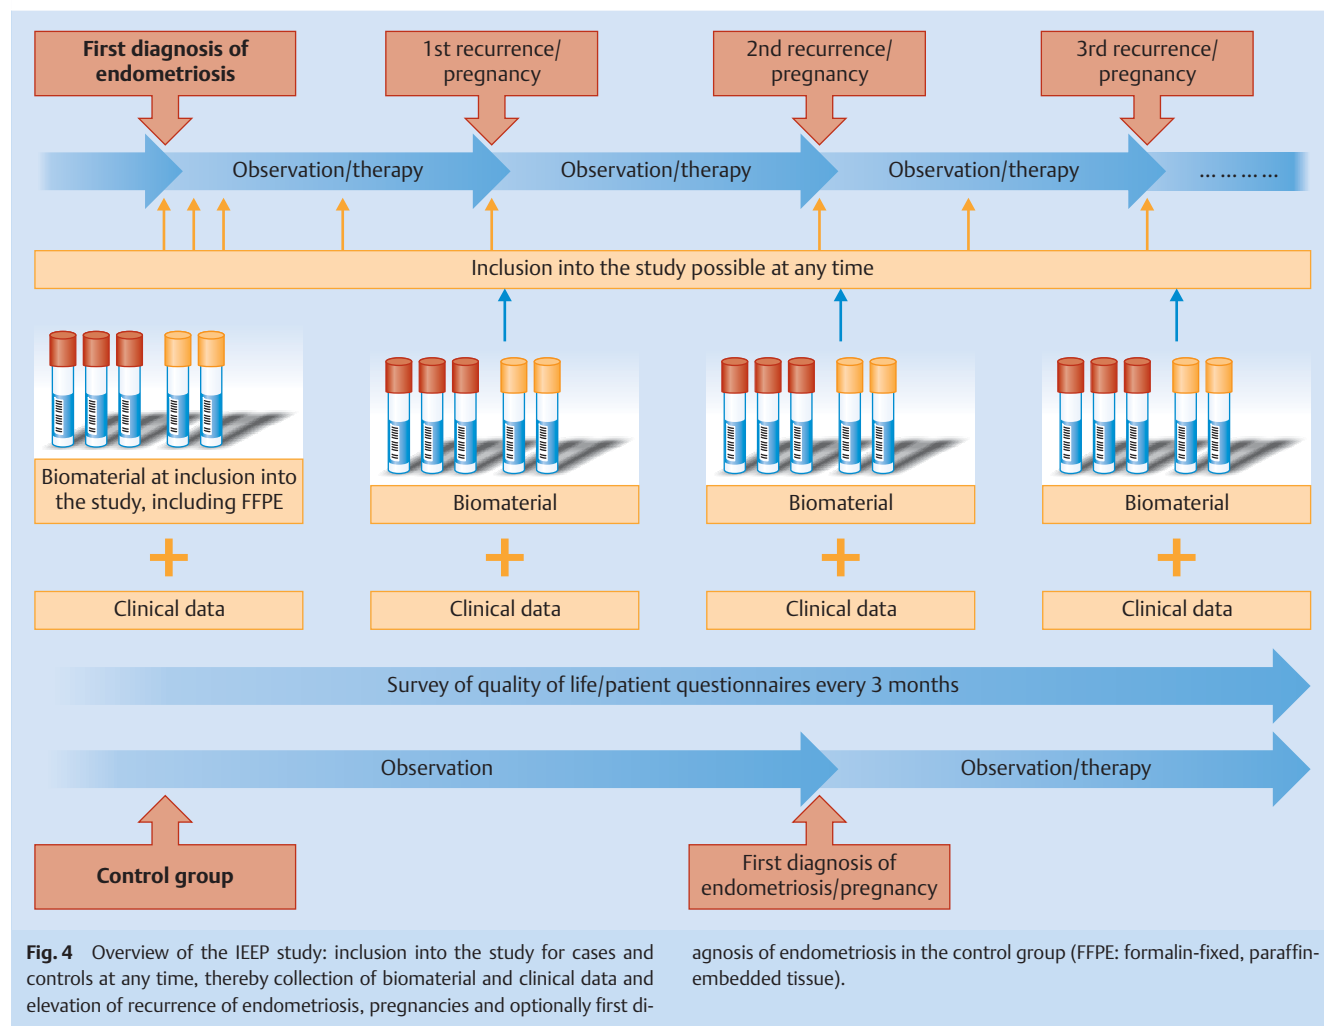 First diagnosis of
endometriosis
1st recurrence/
pregnancy
2nd recurrence/
pregnancy
3rd recurrence/
pregnancy
Observation/therapy
Observation/therapy
Observation/therapy
... ... ... ...
Inclusion into the study possible at any time
Biomaterial at inclusion into
the study, including FFPE
Biomaterial
Biomaterial
Biomaterial
+
+
+
+
Clinical data
Clinical data
Clinical data
Clinical data
Survey of quality of life/patient questionnaires every 3 months
Observation
Observation/therapy
Control group
First diagnosis of
endometriosis/pregnancy
Fig. 4 Overview of the IEEP study: inclusion into the study for cases and
controls at any time, thereby collection of biomaterial and clinical data and
elevation of recurrence of endometriosis, pregnancies and optionally first di-
agnosis of endometriosis in the control group (FFPE: formalin-fixed, paraffin-
embedded tissue).